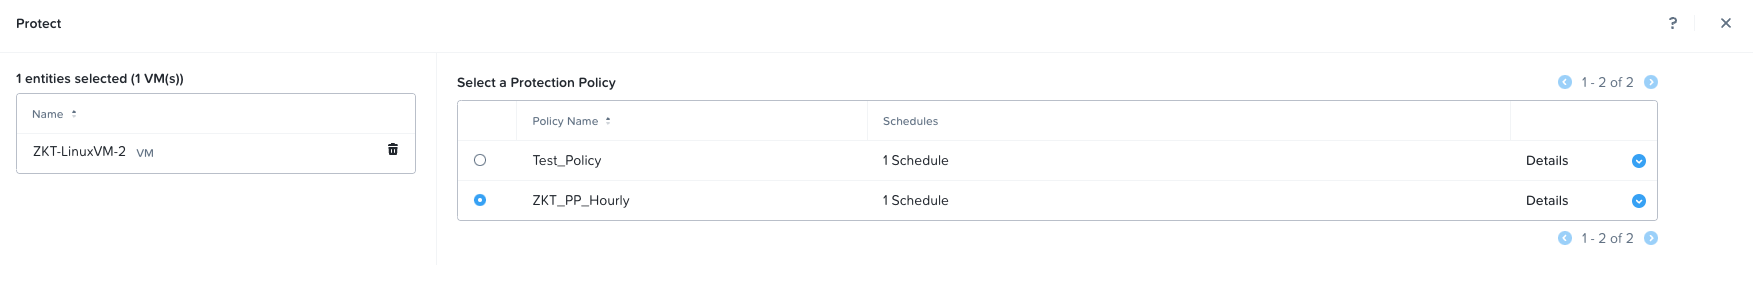 Protect
?
1 entities selected (1 VM(s))
Name
ZKT-LinuxVM-2 VM
Select a Protection Policy
1 - 2 of 2
Policy Name Schedules
Test_Policy 1 Schedule Details
ZKT_PP_Hourly 1 Schedule Details
1 - 2 of 2